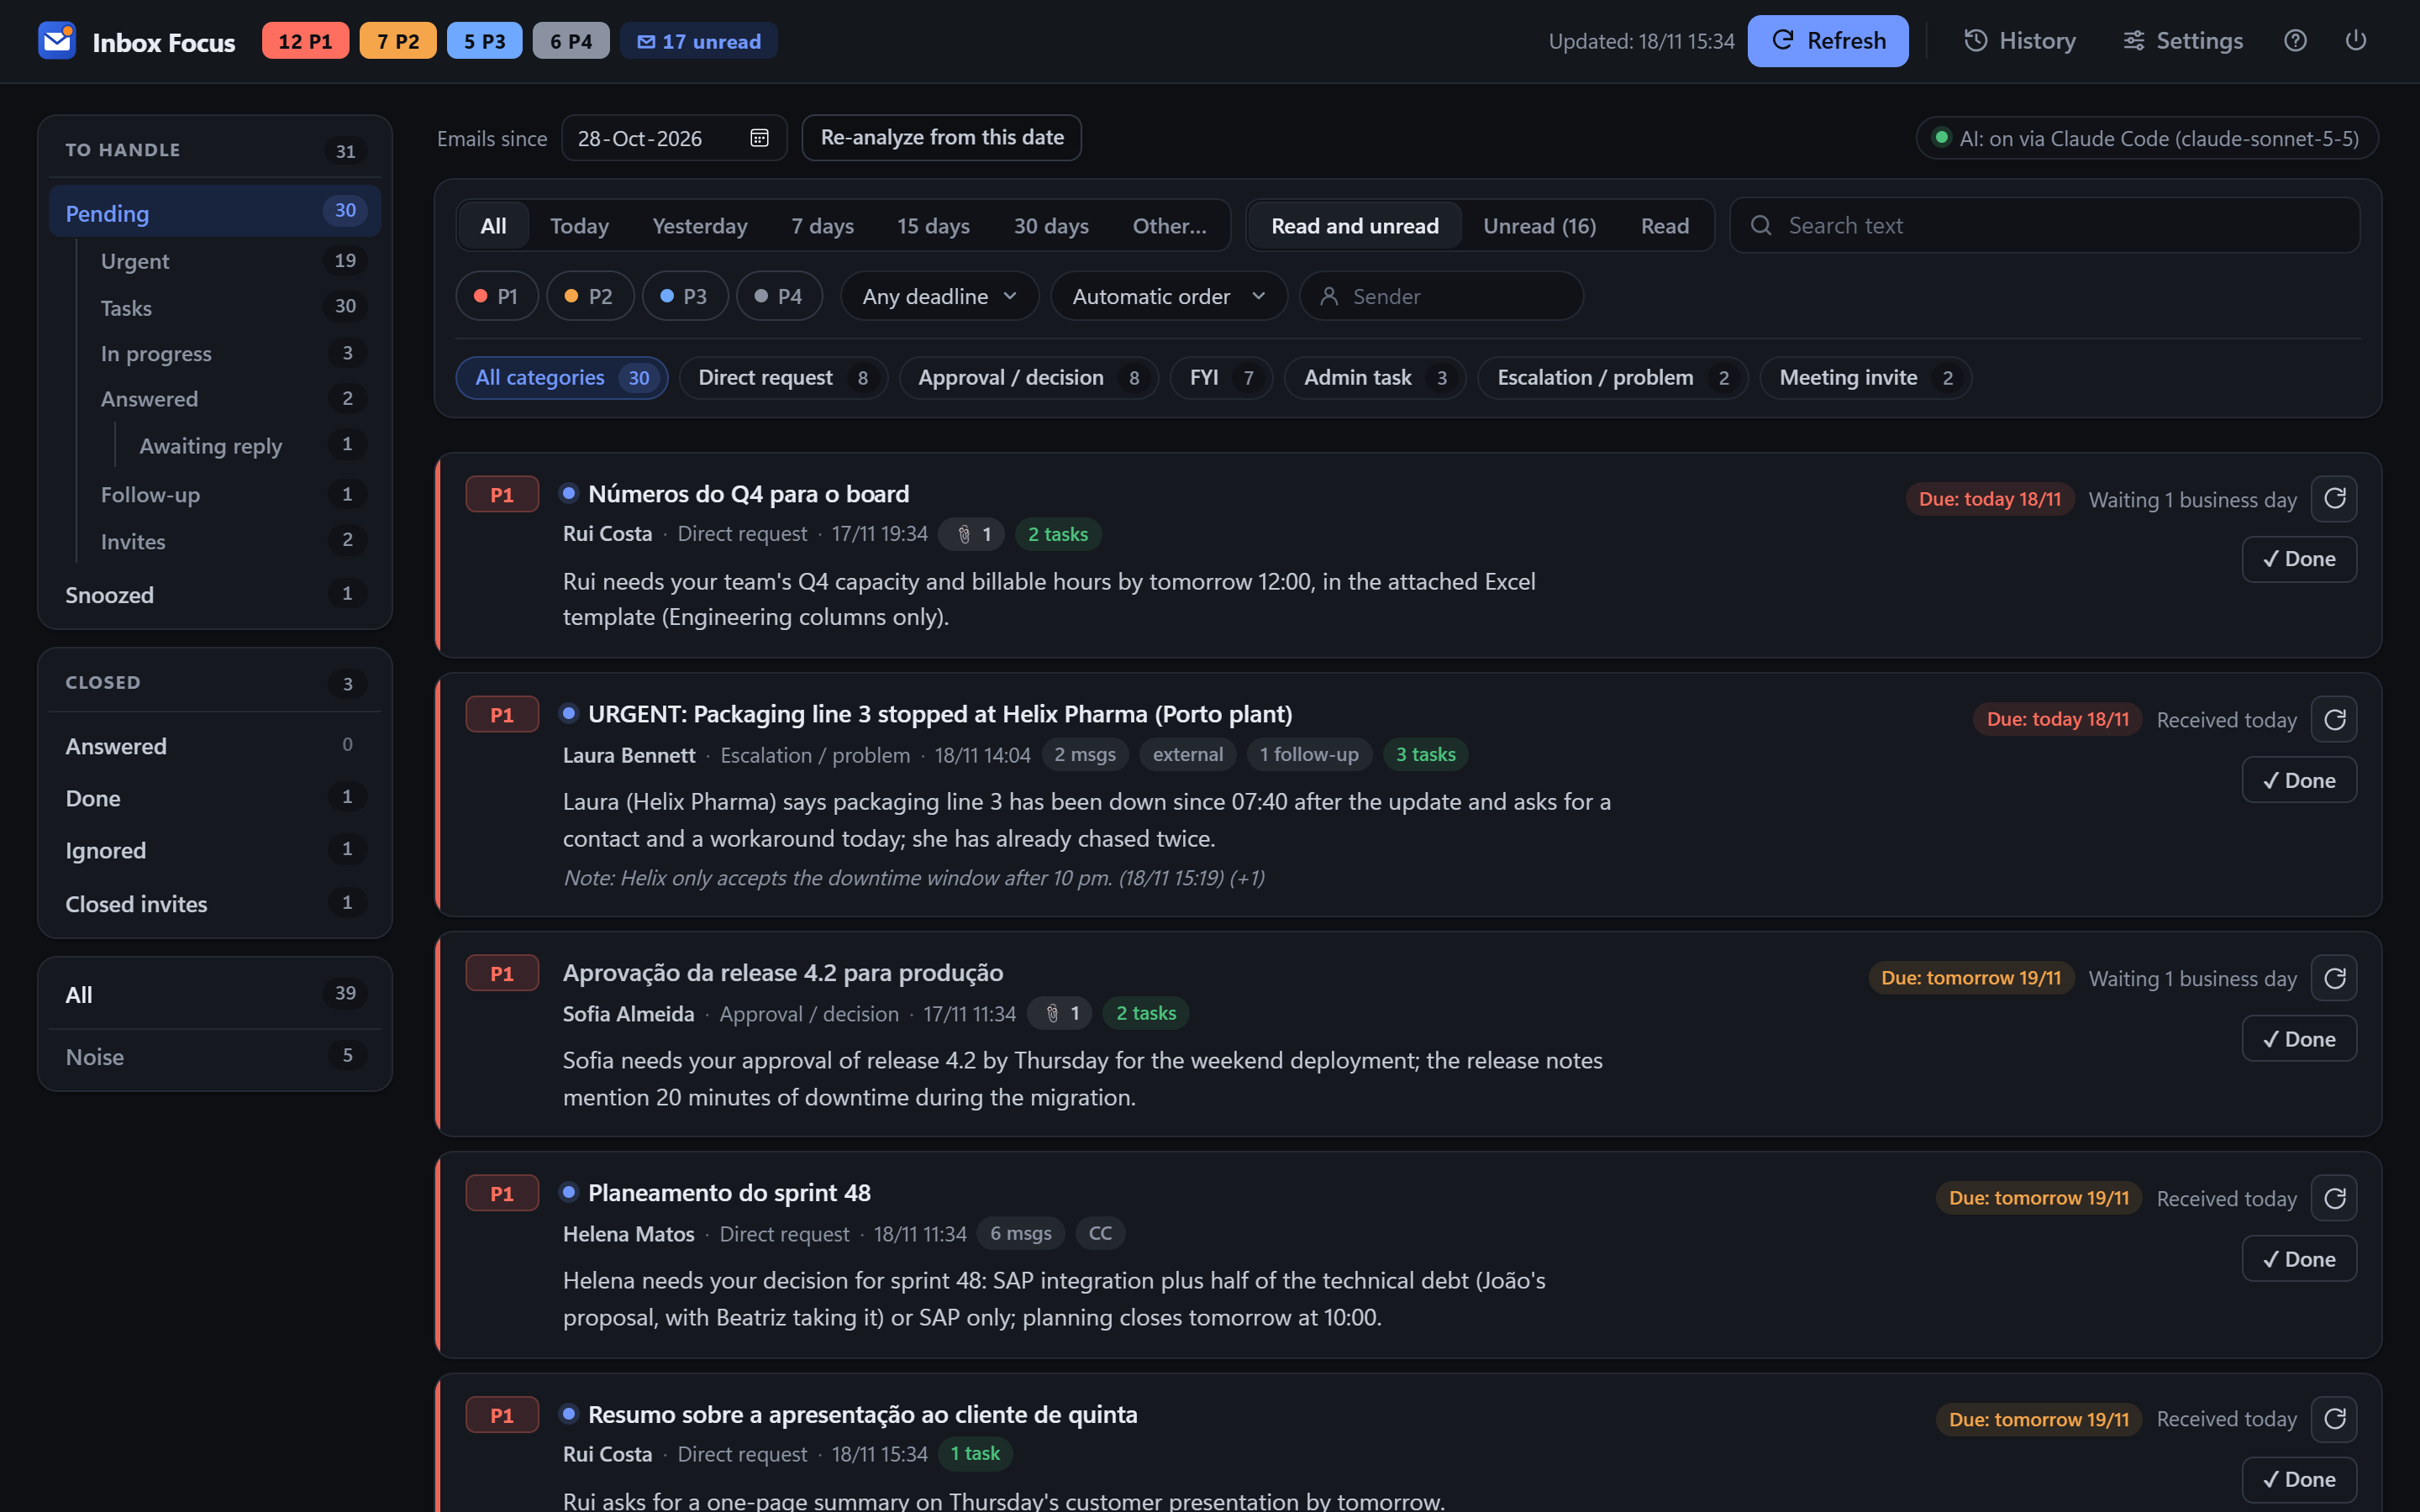 Inbox Focus
12 P1
7 P2
5 P3
6 P4
17 unread
Updated: 18/11 15:34
Refresh
History
Settings
TO HANDLE 31
Pending 30
Urgent 19
Tasks 30
In progress 3
Answered 2
Awaiting reply 1
Follow-up 1
Invites 2
Snoozed 1
CLOSED 3
Answered 0
Done 1
Ignored 1
Closed invites 1
All 39
Noise 5
Emails since 28-Oct-2026 Re-analyze from this date
AI: on via Claude Code (claude-sonnet-5-5)
All Today Yesterday 7 days 15 days 30 days Other...
Read and unread Unread (16) Read
Search text
P1 P2 P3 P4 Any deadline Automatic order Sender
All categories 30 Direct request 8 Approval / decision 8 FYI 7 Admin task 3 Escalation / problem 2 Meeting invite 2
P1 Números do Q4 para o board
Due: today 18/11 Waiting 1 business day
Rui Costa · Direct request · 17/11 19:34 1 2 tasks
✓ Done
Rui needs your team's Q4 capacity and billable hours by tomorrow 12:00, in the attached Excel
template (Engineering columns only).
P1 URGENT: Packaging line 3 stopped at Helix Pharma (Porto plant)
Due: today 18/11 Received today
Laura Bennett · Escalation / problem · 18/11 14:04 2 msgs external 1 follow-up 3 tasks
✓ Done
Laura (Helix Pharma) says packaging line 3 has been down since 07:40 after the update and asks for a
contact and a workaround today; she has already chased twice.
Note: Helix only accepts the downtime window after 10 pm. (18/11 15:19) (+1)
P1 Aprovação da release 4.2 para produção
Due: tomorrow 19/11 Waiting 1 business day
Sofia Almeida · Approval / decision · 17/11 11:34 1 2 tasks
✓ Done
Sofia needs your approval of release 4.2 by Thursday for the weekend deployment; the release notes
mention 20 minutes of downtime during the migration.
P1 Planeamento do sprint 48
Due: tomorrow 19/11 Received today
Helena Matos · Direct request · 18/11 11:34 6 msgs CC
✓ Done
Helena needs your decision for sprint 48: SAP integration plus half of the technical debt (João's
proposal, with Beatriz taking it) or SAP only; planning closes tomorrow at 10:00.
P1 Resumo sobre a apresentação ao cliente de quinta
Due: tomorrow 19/11 Received today
Rui Costa · Direct request · 18/11 15:34 1 task
✓ Done
Rui asks for a one-page summary on Thursday's customer presentation by tomorrow.